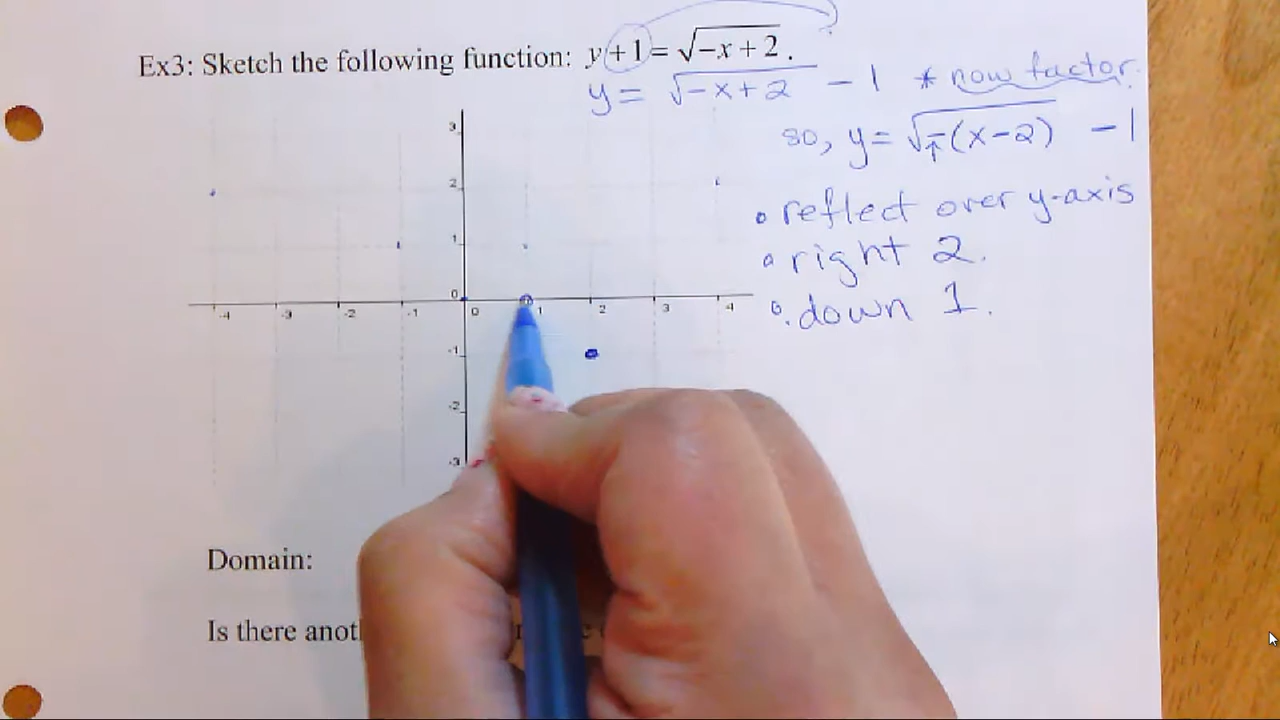 Ex3: Sketch the following function: y+1=√-x+2.
y= √-x+2 -1 * now factor.
so, y= √-(x-2) -1
• reflect over y-axis
• right 2.
• down 1.
3
2
1
0
-4 -3 -2 -1 0 1 2 3 4
-1
-2
-3
Domain:
Is there